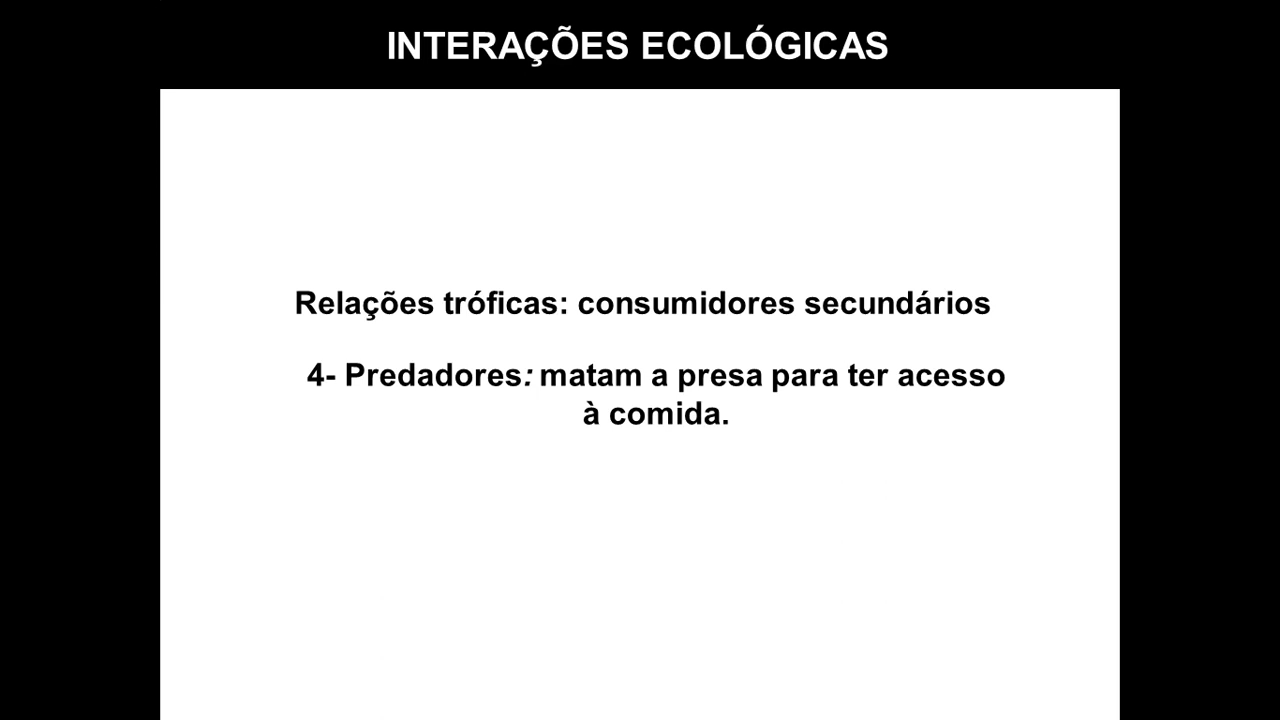 INTERAÇÕES ECOLÓGICAS
Relações tróficas: consumidores secundários
4- Predadores: matam a presa para ter acesso
à comida.